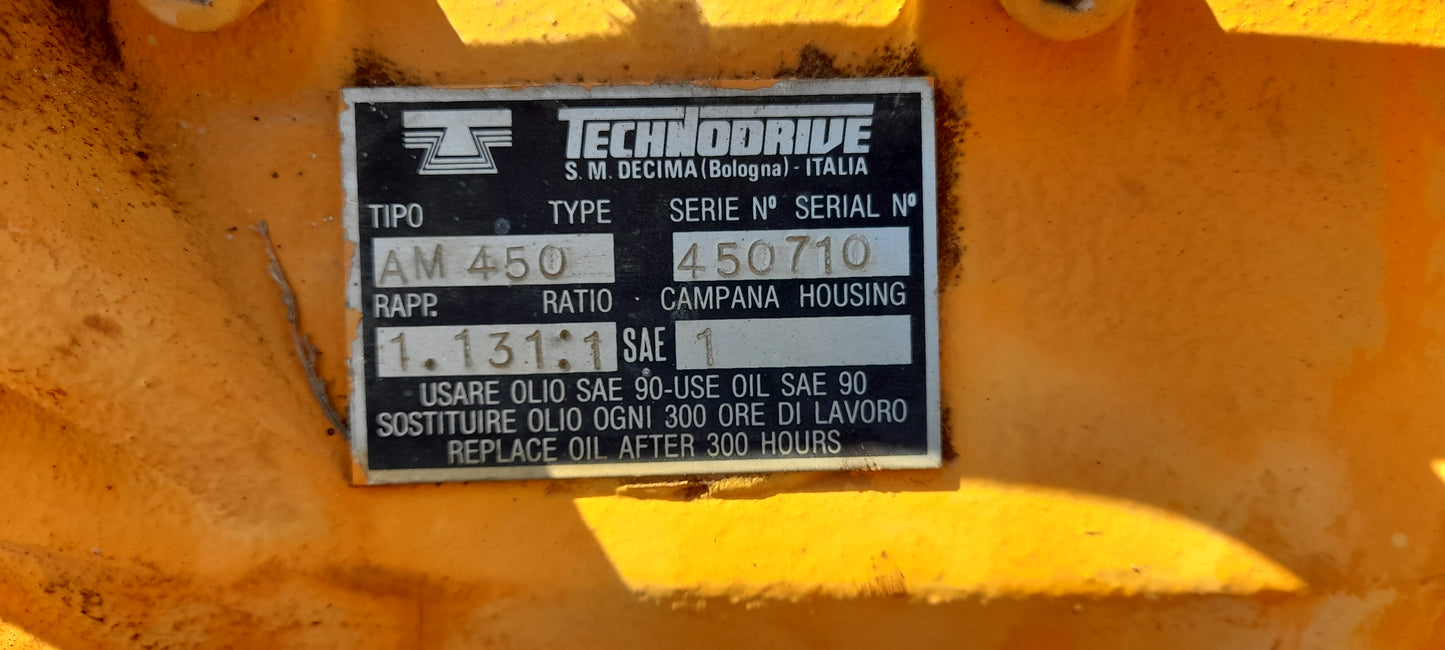 TECHNODRIVE
S. M. DECIMA (Bologna) - ITALIA
TIPO TYPE SERIE Nº SERIAL Nº
AM 450 450710
RAPP. RATIO CAMPANA HOUSING
1.131:1 SAE 1
USARE OLIO SAE 90-USE OIL SAE 90
SOSTITUIRE OLIO OGNI 300 ORE DI LAVORO
REPLACE OIL AFTER 300 HOURS